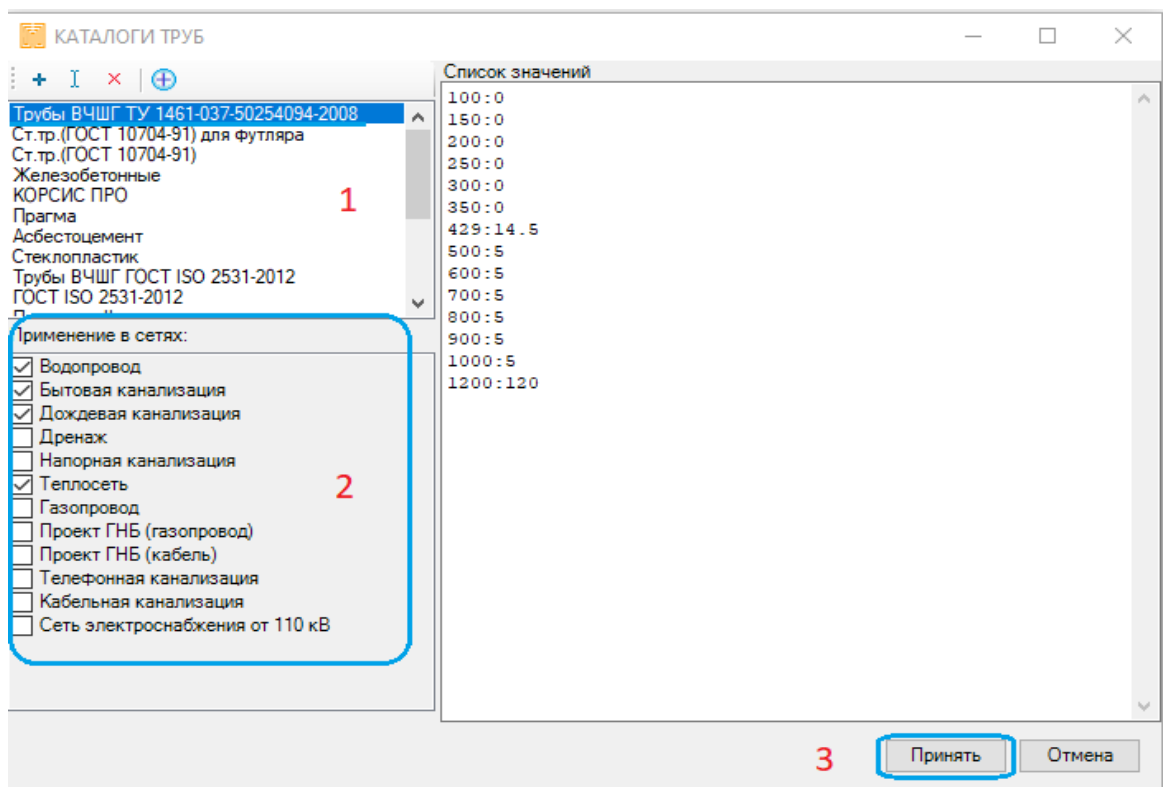 КАТАЛОГИ ТРУБ
Трубы ВЧШГ ТУ 1461-037-50254094-2008
Ст.тр.(ГОСТ 10704-91) для футляра
Ст.тр.(ГОСТ 10704-91)
Железобетонные
КОРСИС ПРО
Прагма
Асбестоцемент
Стеклопластик
Трубы ВЧШГ ГОСТ ISO 2531-2012
ГОСТ ISO 2531-2012
1
Применение в сетях:
Водопровод
Бытовая канализация
Дождевая канализация
Дренаж
Напорная канализация
Теплосеть
Газопровод
Проект ГНБ (газопровод)
Проект ГНБ (кабель)
Телефонная канализация
Кабельная канализация
Сеть электроснабжения от 110 кВ
2
Список значений
100:0
150:0
200:0
250:0
300:0
350:0
429:14.5
500:5
600:5
700:5
800:5
900:5
1000:5
1200:120
3
Принять
Отмена